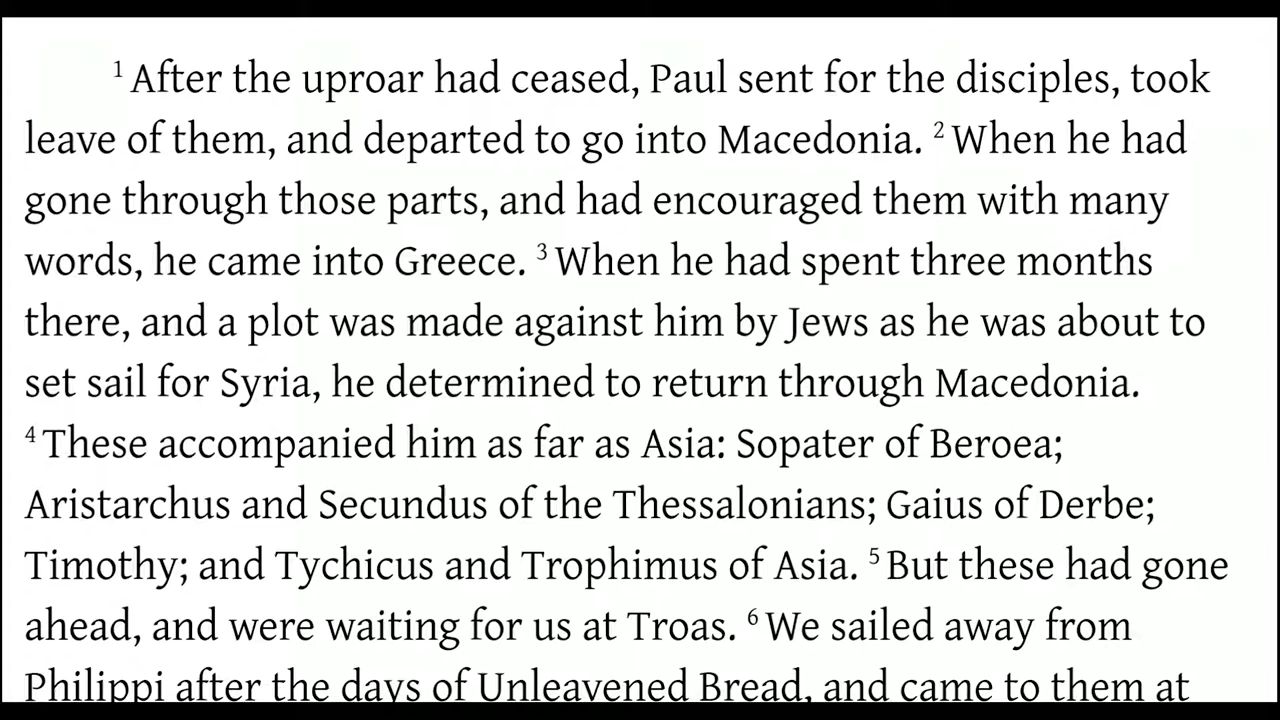 1 After the uproar had ceased, Paul sent for the disciples, took
leave of them, and departed to go into Macedonia. 2 When he had
gone through those parts, and had encouraged them with many
words, he came into Greece. 3 When he had spent three months
there, and a plot was made against him by Jews as he was about to
set sail for Syria, he determined to return through Macedonia.
4 These accompanied him as far as Asia: Sopater of Beroea;
Aristarchus and Secundus of the Thessalonians; Gaius of Derbe;
Timothy; and Tychicus and Trophimus of Asia. 5 But these had gone
ahead, and were waiting for us at Troas. 6 We sailed away from
Philippi after the days of Unleavened Bread, and came to them at